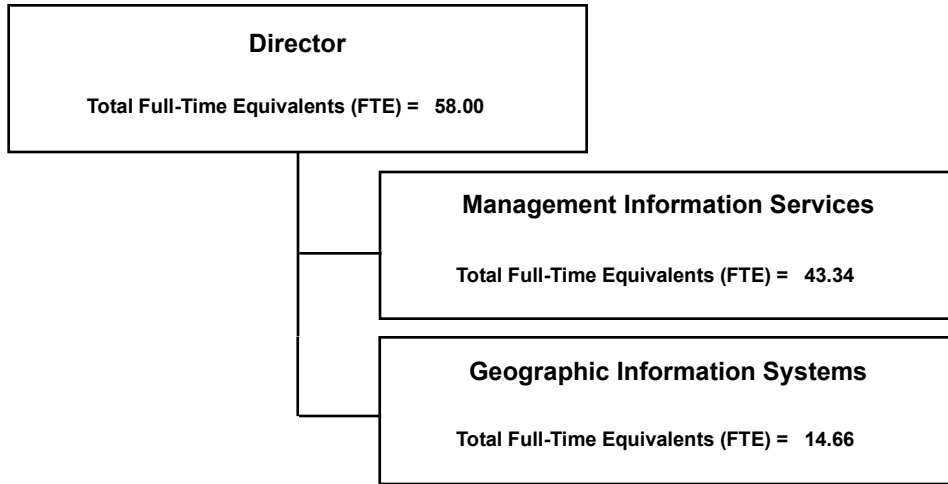 Director
Total Full-Time Equivalents (FTE) = 58.00
Management Information Services
Total Full-Time Equivalents (FTE) = 43.34
Geographic Information Systems
Total Full-Time Equivalents (FTE) = 14.66